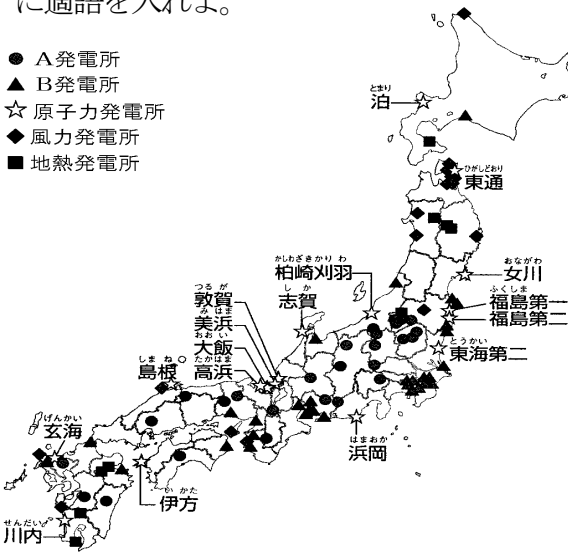 に適語を入れよ。
● A発電所
▲ B発電所
☆ 原子力発電所
◆ 風力発電所
■ 地熱発電所
とまり
泊
ひがしどおり
東通
おながわ
女川
ふくしま
福島第一
福島第二
とうかい
東海第二
かしわざきかりわ
柏崎刈羽
しか
志賀
つるが
敦賀
みはま
美浜
おおい
大飯
たかはま
高浜
しまね
島根
げんかい
玄海
はまおか
浜岡
いかた
伊方
せんだい
川内